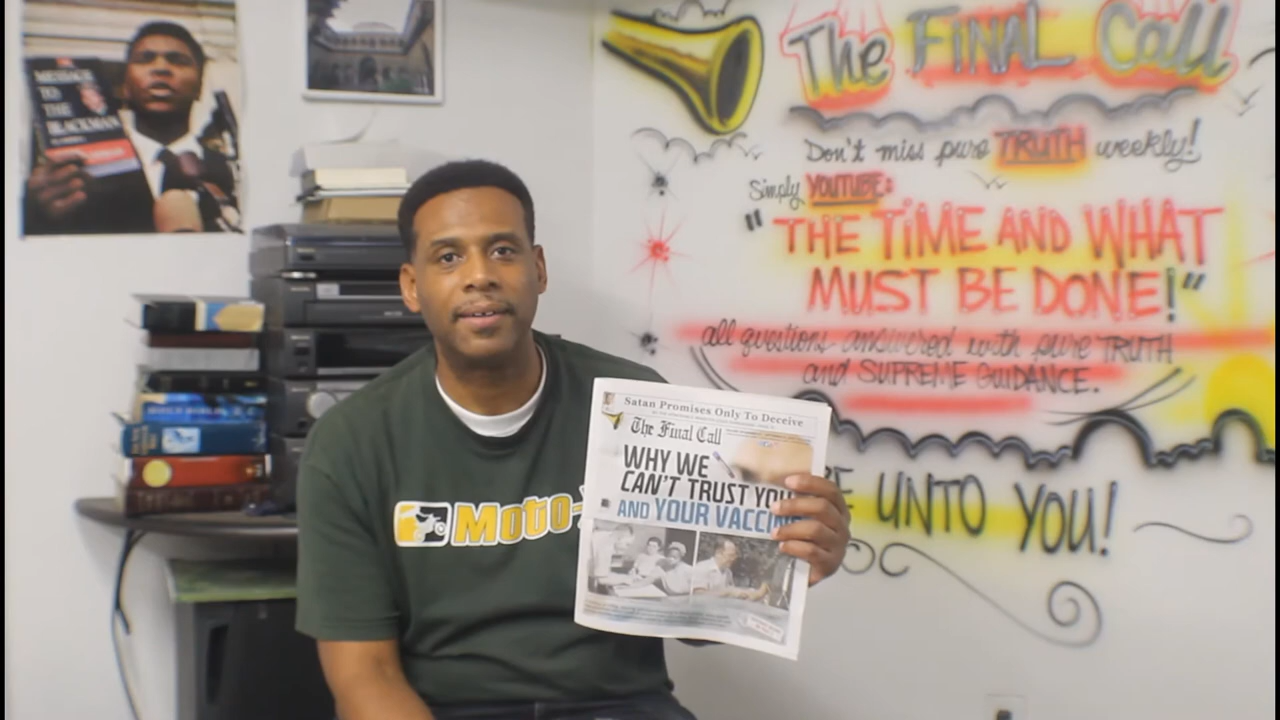 MESSAGE
TO
THE
BLACKMAN
The FINAL Call
Don't miss pure TRUTH weekly!
Simply YOUTUBE:
"THE TIME AND WHAT
MUST BE DONE!"
all questions answered with pure TRUTH
and SUPREME GUIDANCE.
UNTO YOU!
Moto-
Satan Promises Only To Deceive
The Final Call
WHY WE
CAN'T TRUST YOU
AND YOUR VACCINE